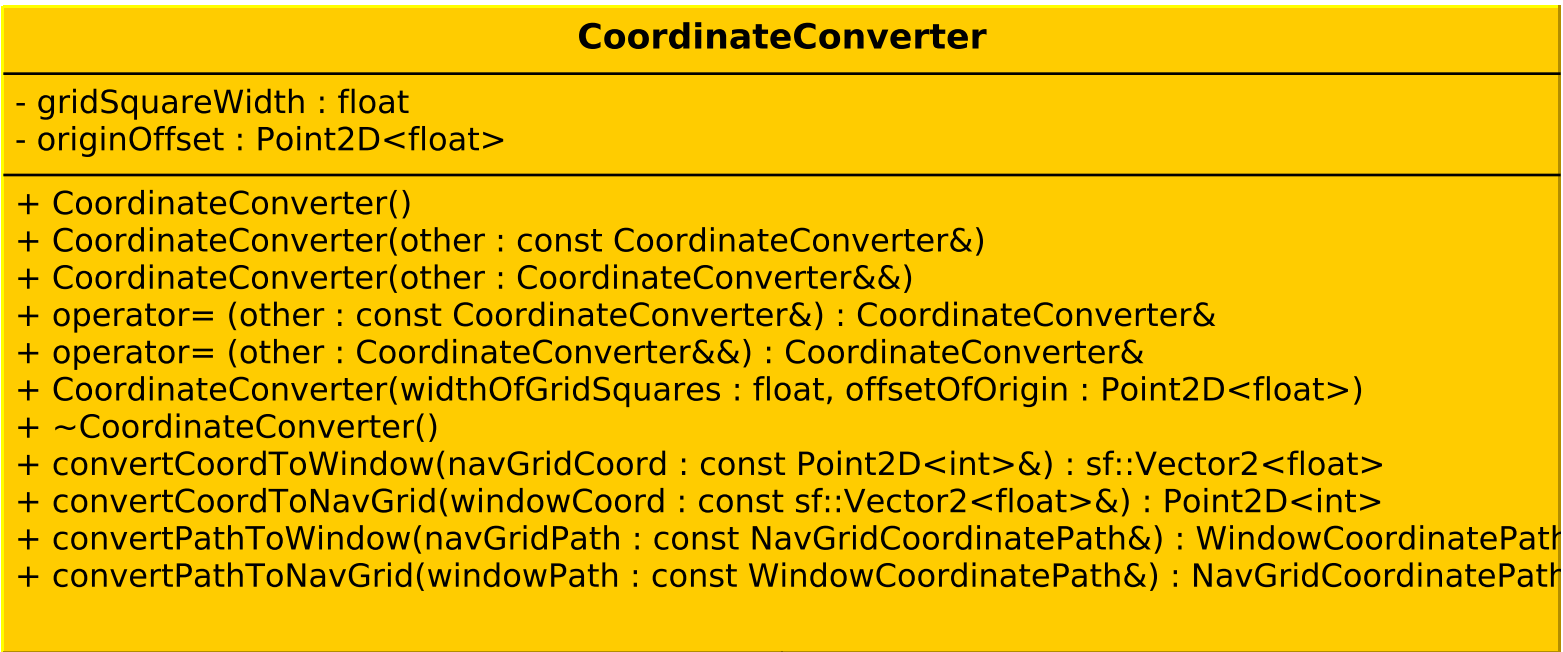 CoordinateConverter
- gridSquareWidth : float
- originOffset : Point2D<float>
+ CoordinateConverter()
+ CoordinateConverter(other : const CoordinateConverter&)
+ CoordinateConverter(other : CoordinateConverter&&)
+ operator= (other : const CoordinateConverter&) : CoordinateConverter&
+ operator= (other : CoordinateConverter&&) : CoordinateConverter&
+ CoordinateConverter(widthOfGridSquares : float, offsetOfOrigin : Point2D<float>)
+ ~CoordinateConverter()
+ convertCoordToWindow(navGridCoord : const Point2D<int>&) : sf::Vector2<float>
+ convertCoordToNavGrid(windowCoord : const sf::Vector2<float>&) : Point2D<int>
+ convertPathToWindow(navGridPath : const NavGridCoordinatePath&) : WindowCoordinatePath
+ convertPathToNavGrid(windowPath : const WindowCoordinatePath&) : NavGridCoordinatePath